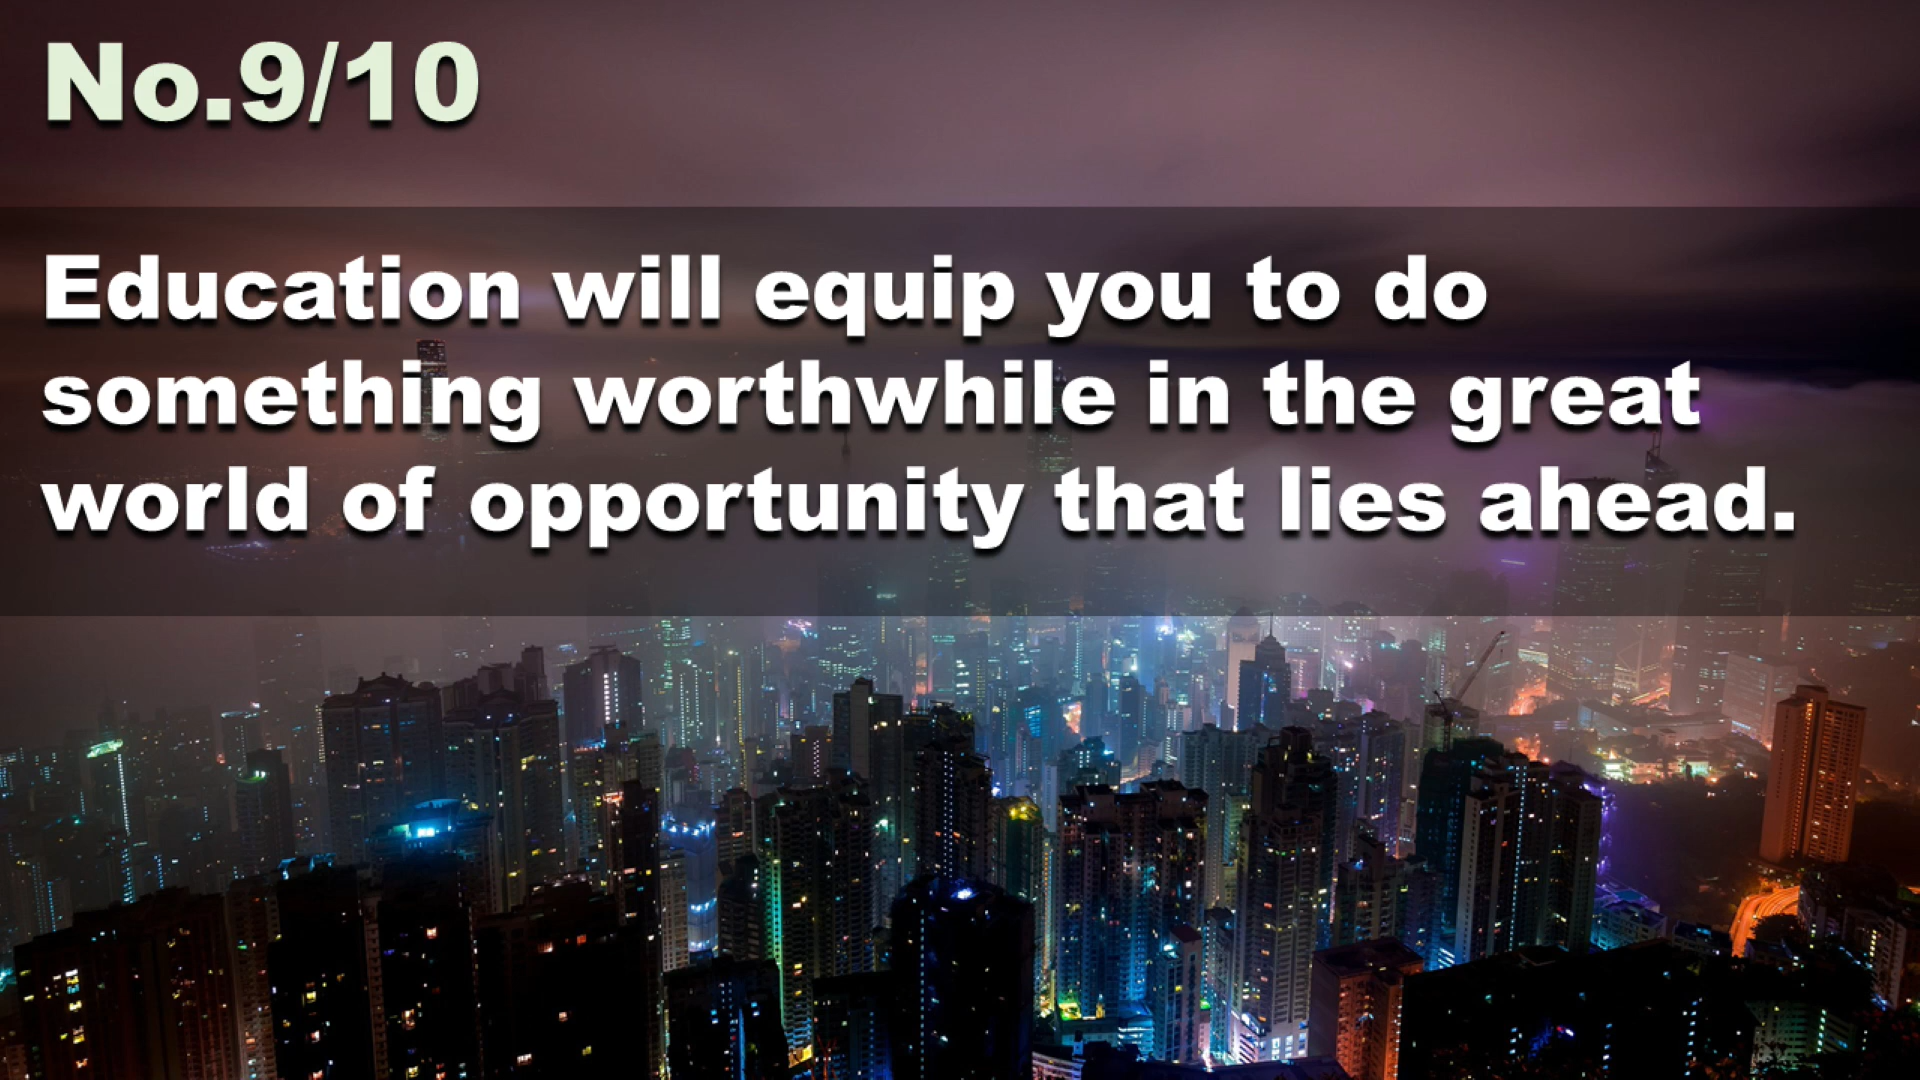 No.9/10
Education will equip you to do
something worthwhile in the great
world of opportunity that lies ahead.